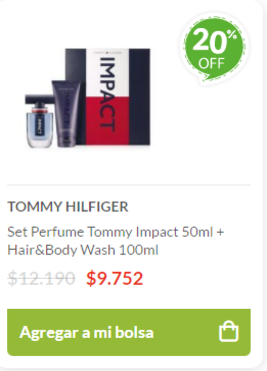 20%
OFF
IMPACT
IMPACT
TOMMY HILFIGER
Set Perfume Tommy Impact 50ml +
Hair&Body Wash 100ml
$12.190 $9.752
Agregar a mi bolsa